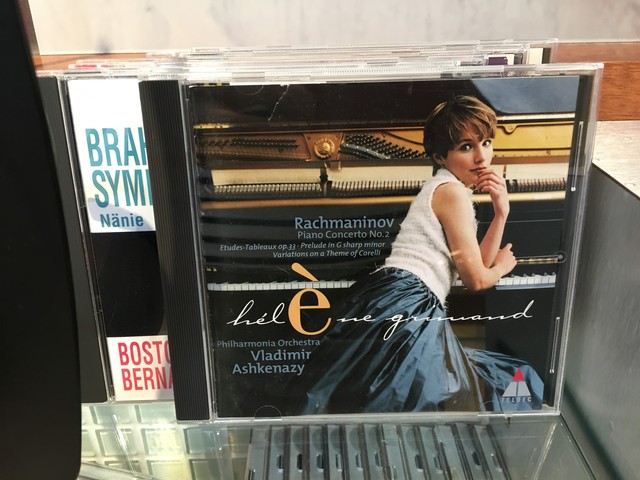 BRAH
SYMI
Nänie
BOSTO
BERNA
Rachmaninov
Piano Concerto No.2
Etudes-Tableaux op.33 · Prelude in G sharp minor
Variations on a Theme of Corelli
hélène grimaud
Philharmonia Orchestra
Vladimir
Ashkenazy
TELDEC